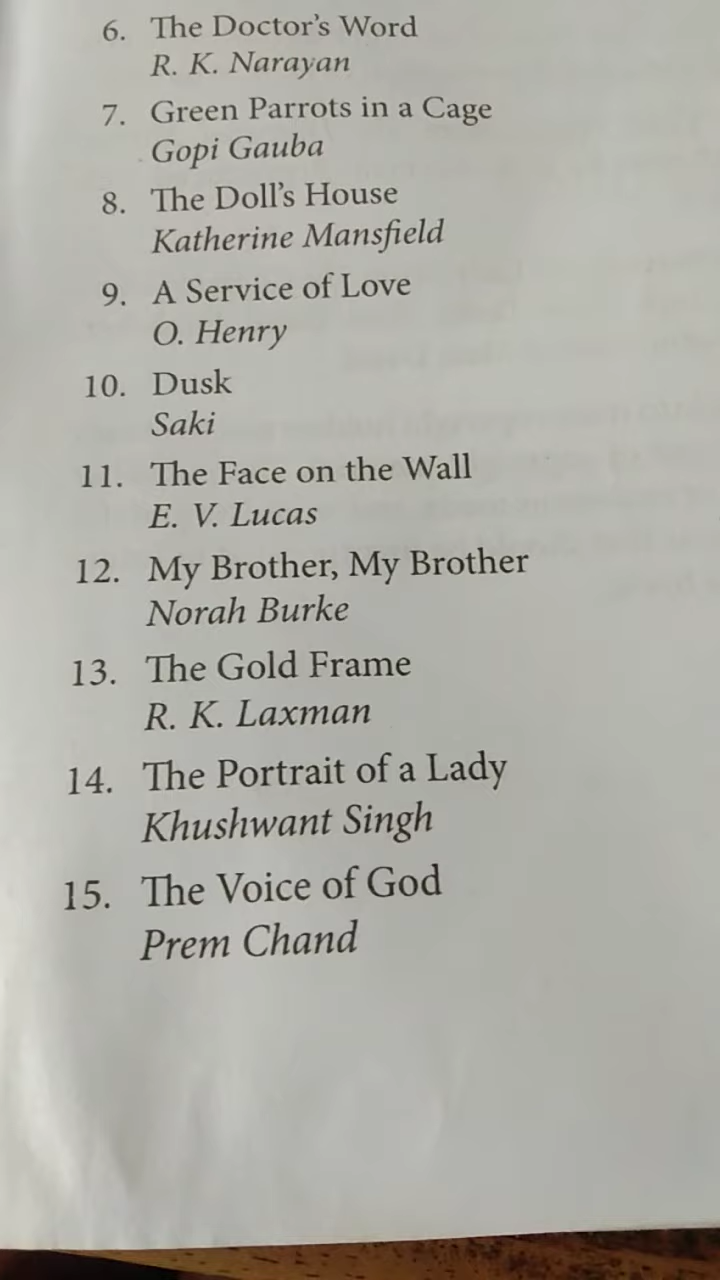 6. The Doctor's Word
R. K. Narayan
7. Green Parrots in a Cage
Gopi Gauba
8. The Doll's House
Katherine Mansfield
9. A Service of Love
O. Henry
10. Dusk
Saki
11. The Face on the Wall
E. V. Lucas
12. My Brother, My Brother
Norah Burke
13. The Gold Frame
R. K. Laxman
14. The Portrait of a Lady
Khushwant Singh
15. The Voice of God
Prem Chand